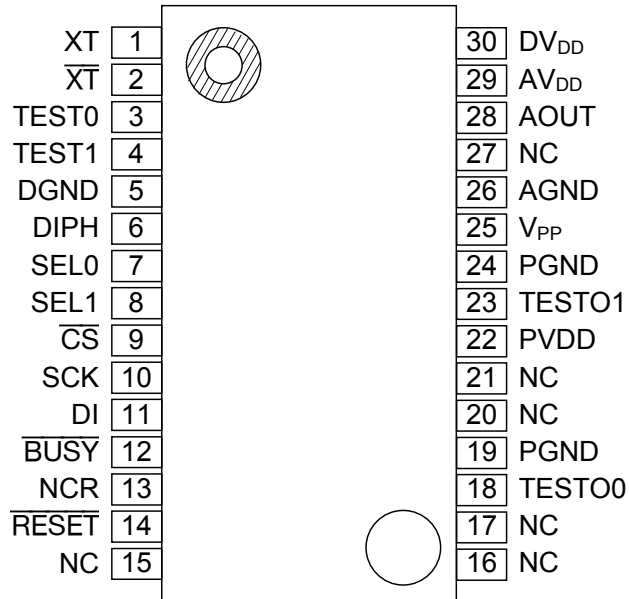 XT 1 30 DVDD
XT 2 29 AVDD
TEST0 3 28 AOUT
TEST1 4 27 NC
DGND 5 26 AGND
DIPH 6 25 VPP
SEL0 7 24 PGND
SEL1 8 23 TESTO1
CS 9 22 PVDD
SCK 10 21 NC
DI 11 20 NC
BUSY 12 19 PGND
NCR 13 18 TESTO0
RESET 14 17 NC
NC 15 16 NC